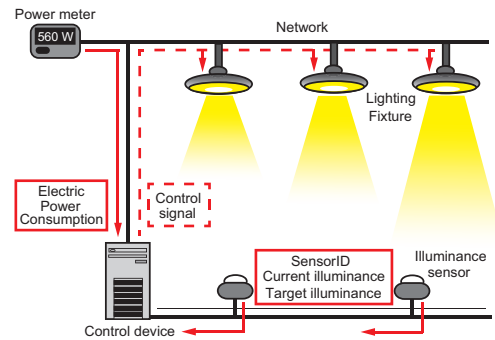 Power meter
560 W
Network
Lighting
Fixture
Electric
Power
Consumption
Control
signal
SensorID
Current illuminance
Target illuminance
Illuminance
sensor
Control device